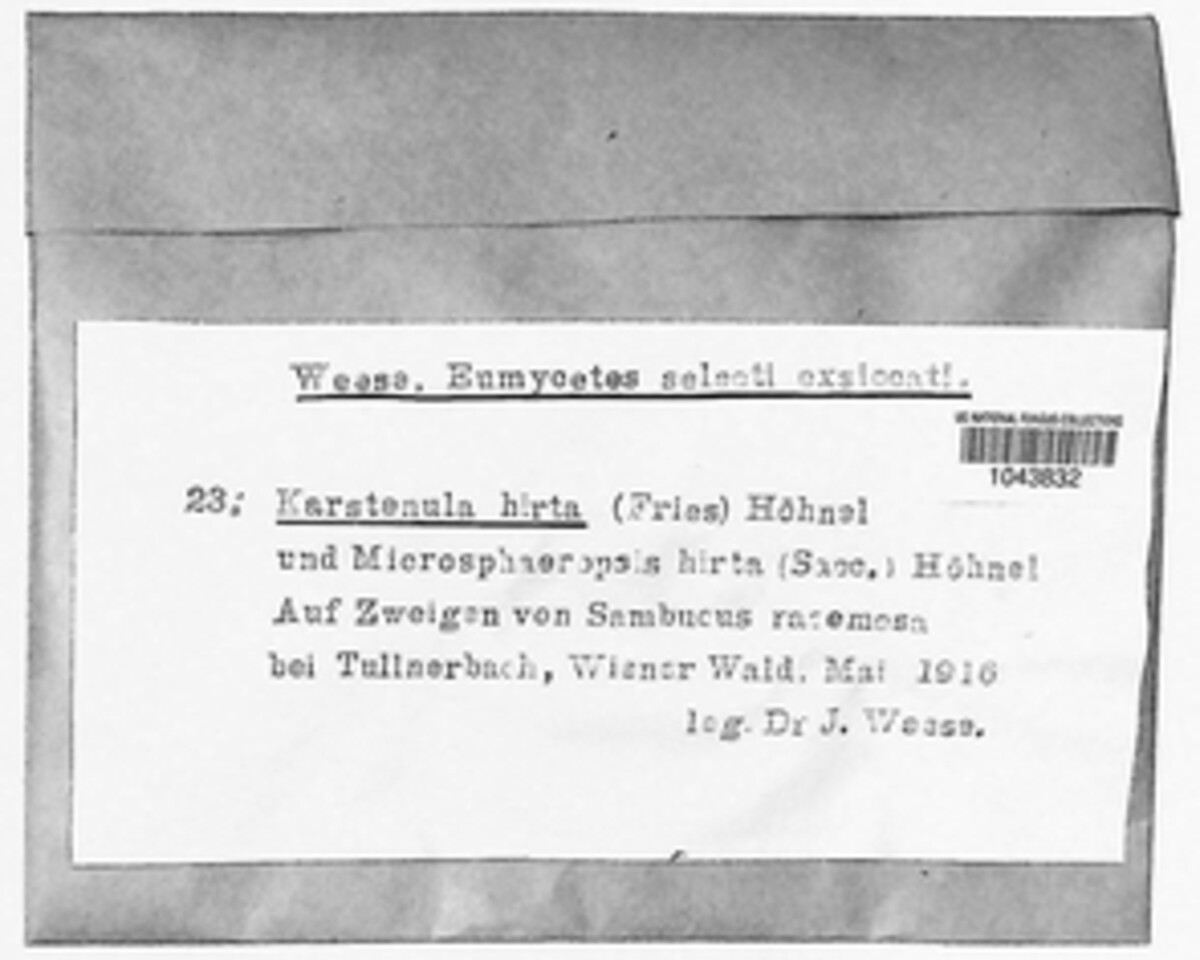 Weese. Eumycetes selecti exsiccati.
US NATIONAL FUNGUS COLLECTIONS
1043832
23: Karstenula hirta (Fries) Höhnel
und Microsphaeropsis hirta (Sacc.) Höhnel
Auf Zweigen von Sambucus racemosa
bei Tullnerbach, Wiener Wald. Mai 1916
leg. Dr J. Weese.